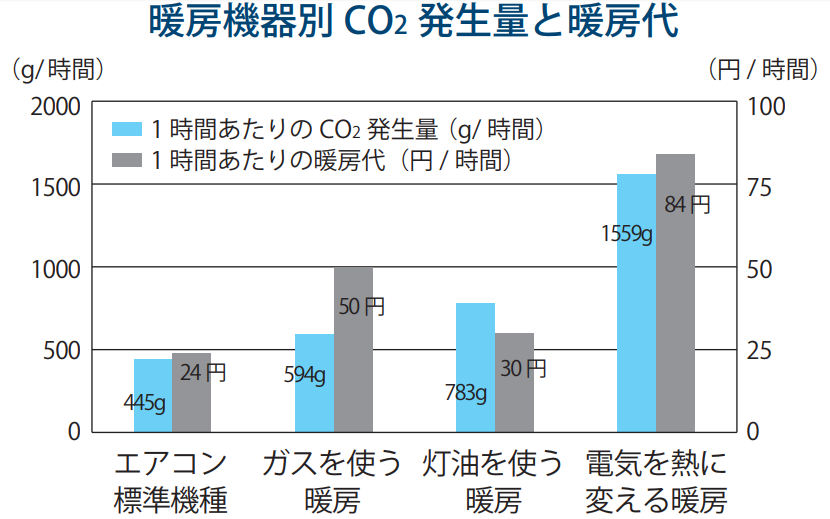 暖房機器別 CO₂ 発生量と暖房代
(g/時間)
(円 / 時間)
2000
1500
1000
500
0
100
75
50
25
0
1 時間あたりの CO₂ 発生量 (g/ 時間)
1 時間あたりの暖房代 (円 / 時間)
445g
24 円
594g
50 円
783g
30 円
1559g
84 円
エアコン
標準機種
ガスを使う
暖房
灯油を使う
暖房
電気を熱に
変える暖房